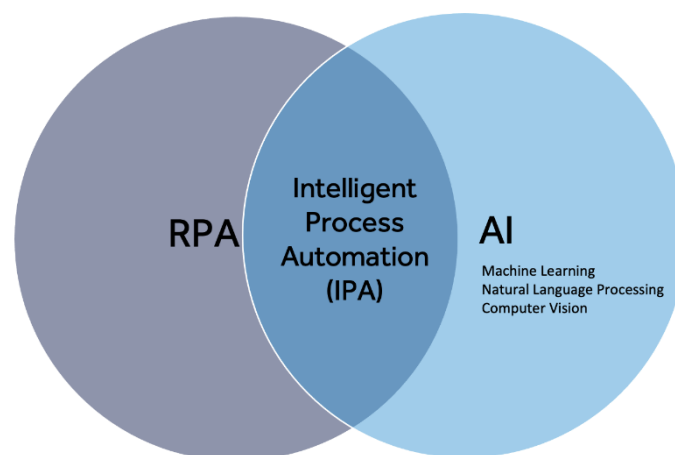 RPA
Intelligent
Process
Automation
(IPA)
AI
Machine Learning
Natural Language Processing
Computer Vision